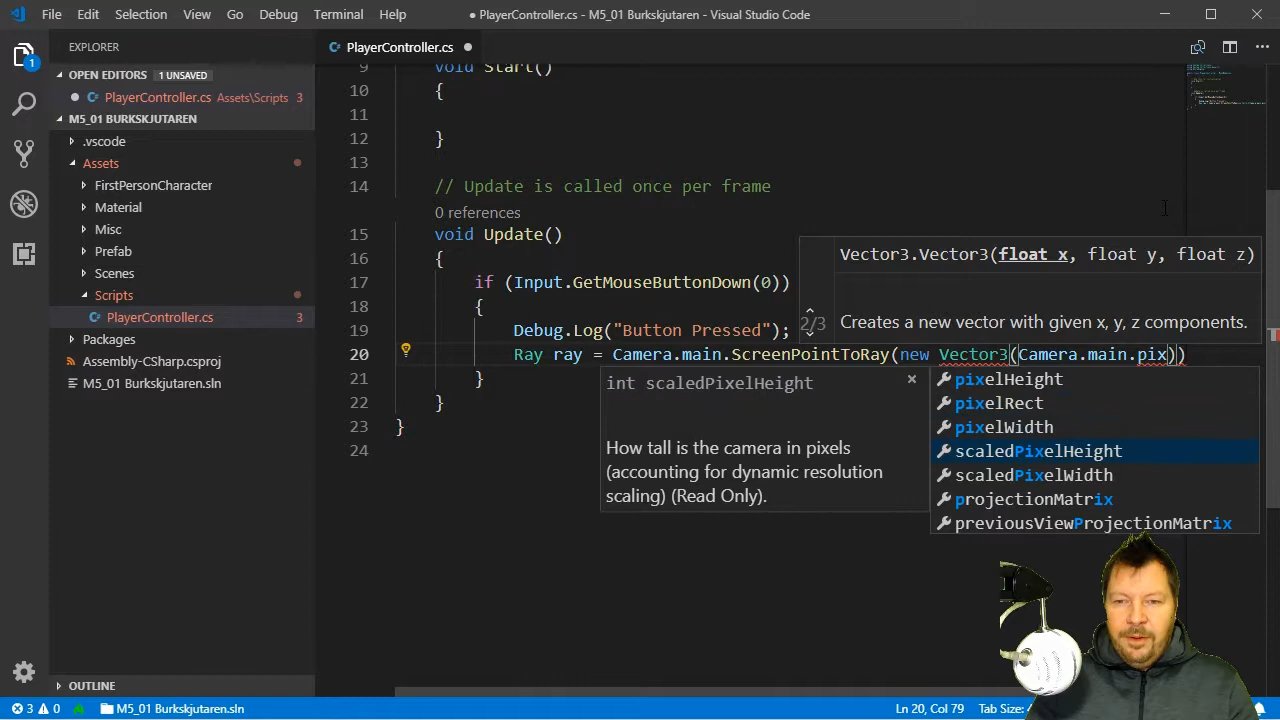 File Edit Selection View Go Debug Terminal Help
● PlayerController.cs - M5_01 Burkskjutaren - Visual Studio Code
EXPLORER
OPEN EDITORS 1 UNSAVED
PlayerController.cs Assets\Scripts 3
M5_01 BURKSKJUTAREN
.vscode
Assets
FirstPersonCharacter
Material
Misc
Prefab
Scenes
Scripts
PlayerController.cs 3
Packages
Assembly-CSharp.csproj
M5_01 Burkskjutaren.sln
OUTLINE
1
PlayerController.cs
9 void Start()
10 {
11
12 }
13
14 // Update is called once per frame
0 references
15 void Update()
16 {
17 if (Input.GetMouseButtonDown(0))
18 {
19 Debug.Log("Button Pressed");
20 Ray ray = Camera.main.ScreenPointToRay(new Vector3(Camera.main.pix))
21 }
22 }
23 }
24
Vector3.Vector3(float x, float y, float z)
2/3
Creates a new vector with given x, y, z components.
int scaledPixelHeight ×
How tall is the camera in pixels
(accounting for dynamic resolution
scaling) (Read Only).
pixelHeight
pixelRect
pixelWidth
scaledPixelHeight
scaledPixelWidth
projectionMatrix
previousViewProjectionMatrix
3 0 M5_01 Burkskjutaren.sln
Ln 20, Col 79 Tab Size: